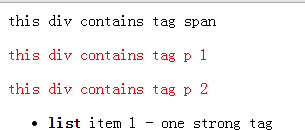 this div contains tag span
this div contains tag p 1
this div contains tag p 2
• list item 1 - one strong tag